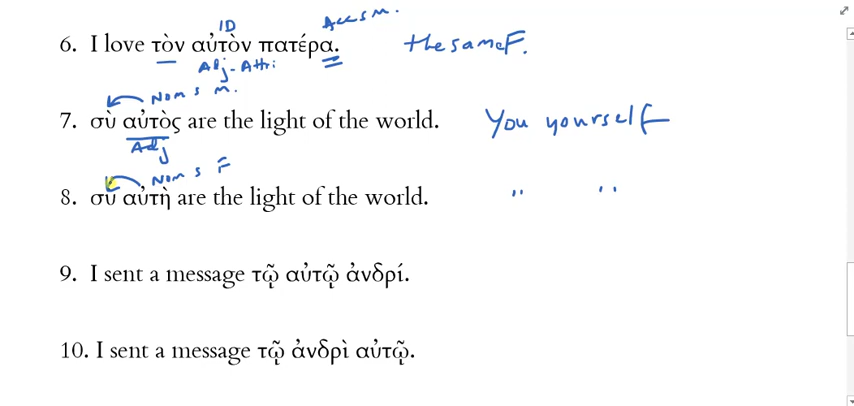 ID Acc S M.
6. I love τὸν αὐτὸν πατέρα. the same F.
Adj-Attri
Nom S M.
7. σὺ αὐτὸς are the light of the world. You yourself
Adj
Nom S F
8. σὺ αὐτὴ are the light of the world. " "
9. I sent a message τῷ αὐτῷ ἀνδρί.
10. I sent a message τῷ ἀνδρὶ αὐτῷ.